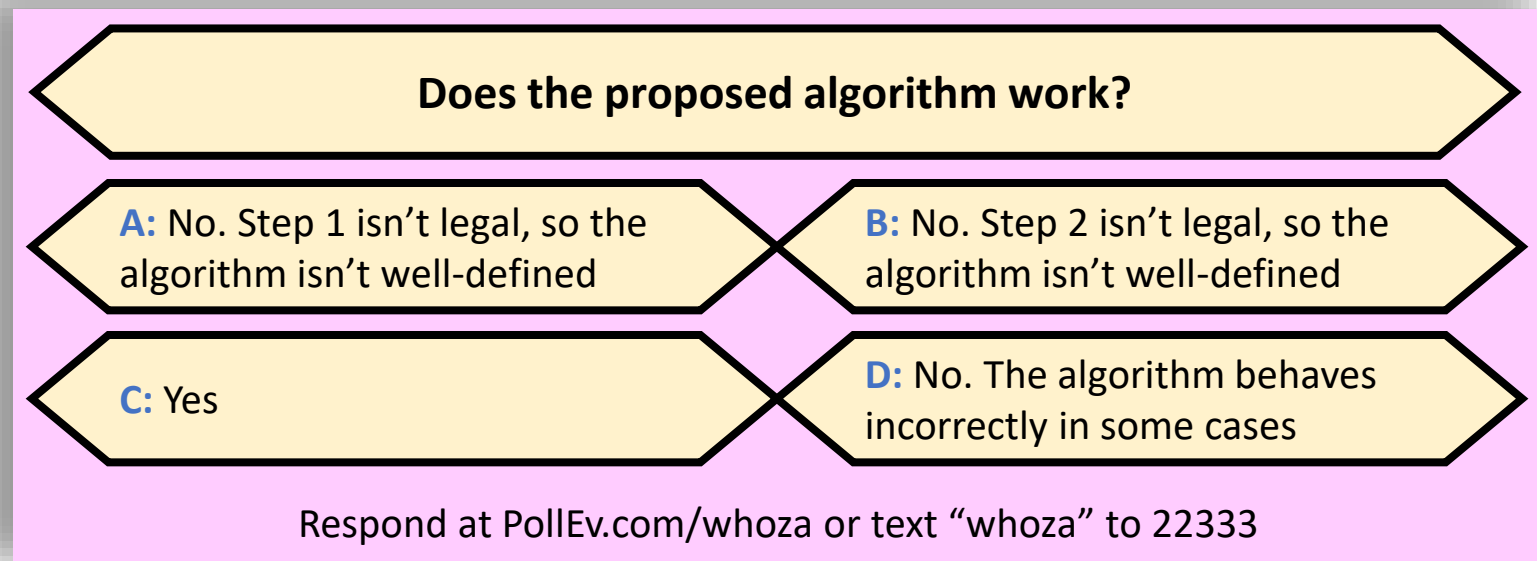 Does the proposed algorithm work?
A: No. Step 1 isn’t legal, so the
algorithm isn’t well-defined
B: No. Step 2 isn’t legal, so the
algorithm isn’t well-defined
C: Yes
D: No. The algorithm behaves
incorrectly in some cases
Respond at PollEv.com/whoza or text “whoza” to 22333